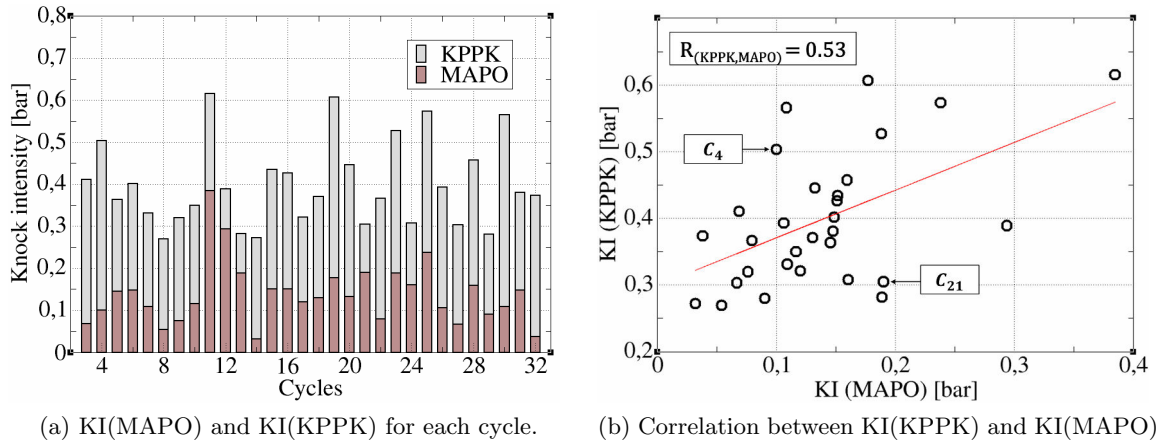 0,8
0,7
0,6
0,5
0,4
0,3
0,2
0,1
0
Knock intensity [bar]
KPPK
MAPO
4 8 12 16 20 24 28 32
Cycles
(a) KI(MAPO) and KI(KPPK) for each cycle.
R(KPPK,MAPO) = 0.53
0,6
0,5
0,4
0,3
0,2
KI (KPPK) [bar]
C4
C21
0 0,1 0,2 0,3 0,4
KI (MAPO) [bar]
(b) Correlation between KI(KPPK) and KI(MAPO)